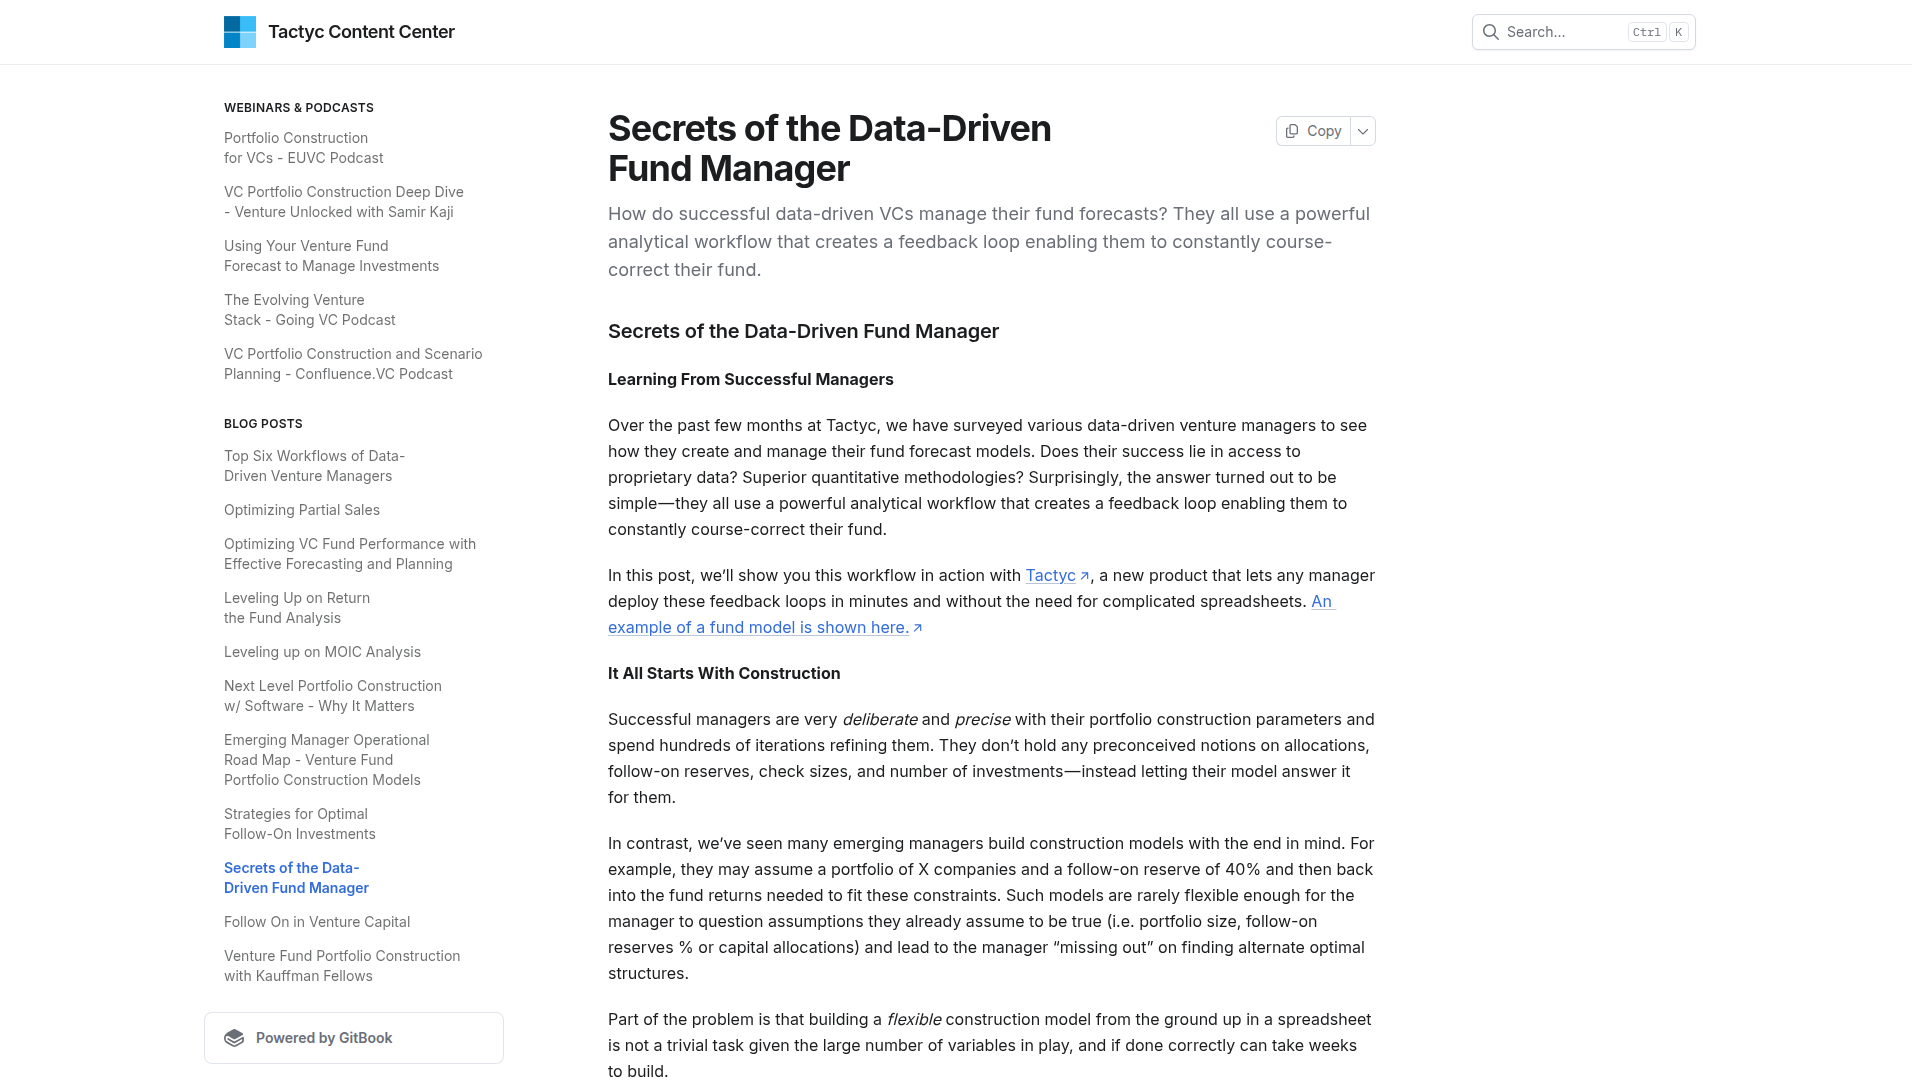 Tactyc Content Center
Search...
Ctrl K
WEBINARS & PODCASTS
Portfolio Construction
for VCs - EUVC Podcast
VC Portfolio Construction Deep Dive
- Venture Unlocked with Samir Kaji
Using Your Venture Fund
Forecast to Manage Investments
The Evolving Venture
Stack - Going VC Podcast
VC Portfolio Construction and Scenario
Planning - Confluence.VC Podcast
BLOG POSTS
Top Six Workflows of Data-
Driven Venture Managers
Optimizing Partial Sales
Optimizing VC Fund Performance with
Effective Forecasting and Planning
Leveling Up on Return
the Fund Analysis
Leveling up on MOIC Analysis
Next Level Portfolio Construction
w/ Software - Why It Matters
Emerging Manager Operational
Road Map - Venture Fund
Portfolio Construction Models
Strategies for Optimal
Follow-On Investments
Secrets of the Data-
Driven Fund Manager
Follow On in Venture Capital
Venture Fund Portfolio Construction
with Kauffman Fellows
Powered by GitBook
Secrets of the Data-Driven
Fund Manager
Copy
How do successful data-driven VCs manage their fund forecasts? They all use a powerful
analytical workflow that creates a feedback loop enabling them to constantly course-
correct their fund.
Secrets of the Data-Driven Fund Manager
Learning From Successful Managers
Over the past few months at Tactyc, we have surveyed various data-driven venture managers to see
how they create and manage their fund forecast models. Does their success lie in access to
proprietary data? Superior quantitative methodologies? Surprisingly, the answer turned out to be
simple—they all use a powerful analytical workflow that creates a feedback loop enabling them to
constantly course-correct their fund.
In this post, we’ll show you this workflow in action with Tactyc, a new product that lets any manager
deploy these feedback loops in minutes and without the need for complicated spreadsheets. An
example of a fund model is shown here.
It All Starts With Construction
Successful managers are very deliberate and precise with their portfolio construction parameters and
spend hundreds of iterations refining them. They don’t hold any preconceived notions on allocations,
follow-on reserves, check sizes, and number of investments—instead letting their model answer it
for them.
In contrast, we’ve seen many emerging managers build construction models with the end in mind. For
example, they may assume a portfolio of X companies and a follow-on reserve of 40% and then back
into the fund returns needed to fit these constraints. Such models are rarely flexible enough for the
manager to question assumptions they already assume to be true (i.e. portfolio size, follow-on
reserves % or capital allocations) and lead to the manager “missing out” on finding alternate optimal
structures.
Part of the problem is that building a flexible construction model from the ground up in a spreadsheet
is not a trivial task given the large number of variables in play, and if done correctly can take weeks
to build.